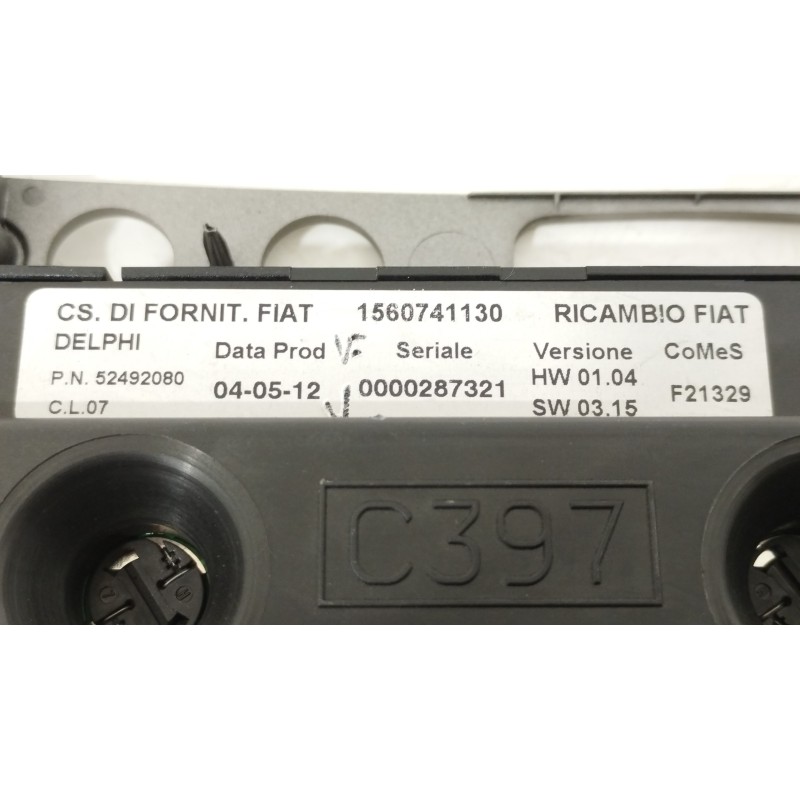 CS. DI FORNIT. FIAT 1560741130 RICAMBIO FIAT
DELPHI Data Prod VF Seriale Versione CoMeS
P.N. 52492080 04-05-12 0000287321 HW 01.04 F21329
C.L.07 SW 03.15
C397